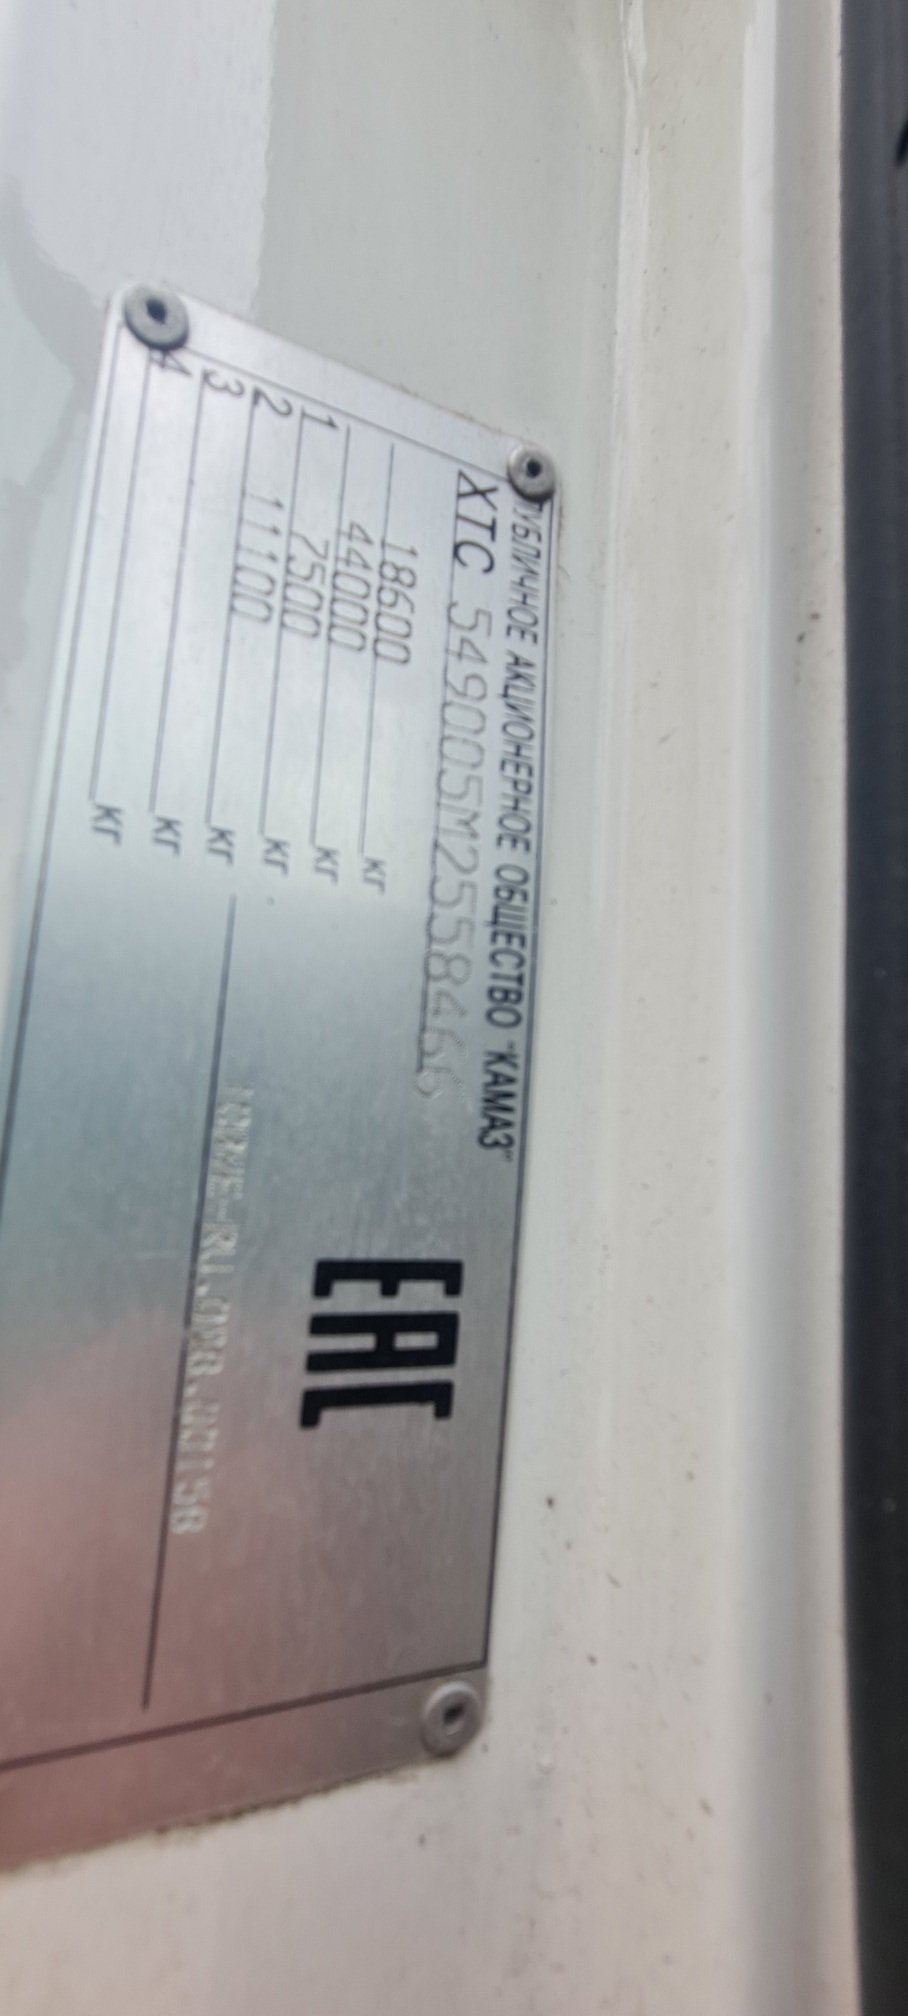 ПУБЛИЧНОЕ АКЦИОНЕРНОЕ ОБЩЕСТВО "КАМАЗ"
XTC 549005M2558466
18600 кг
44000 кг
1 7500 кг
2 11100 кг
3 кг
4 кг
EAC